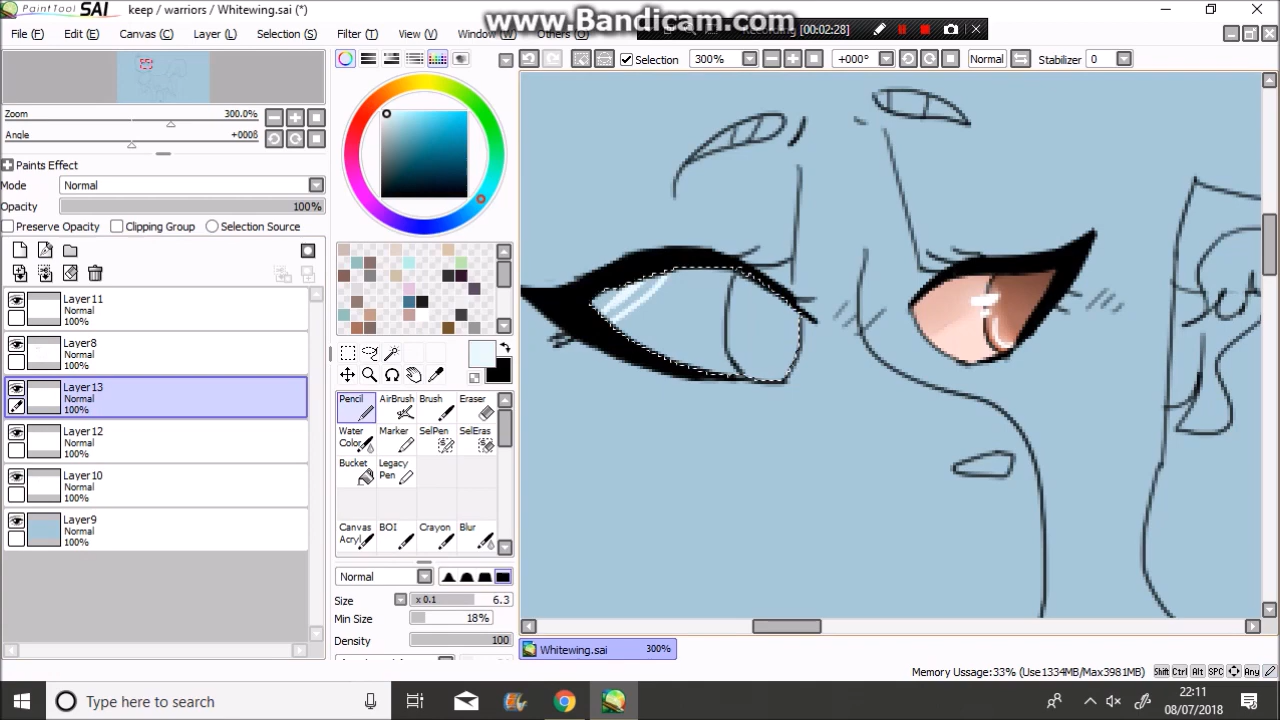 PaintTool SAI keep / warriors / Whitewing.sai (*)
www.Bandicam.com
Edit (E) Canvas (C) Selection (S) Filter (T) View (V) Window (W) Others (O)
Recording [00:02:28]
Selection 300% +000° Normal Stabilizer 0
Zoom 300.0%
Angle +000ß
Paints Effect
Mode Normal
Opacity 100%
Preserve Opacity Clipping Group Selection Source
Layer11
Normal
100%
Layer8
Normal
100%
Layer13
Normal
100%
Layer12
Normal
100%
Layer10
Normal
100%
Layer9
Normal
100%
Pencil AirBrush Brush Eraser
Water Color Marker SelPen SelEras
Bucket Legacy Pen
Canvas Acryl BOI Crayon Blur
Normal
Size x 0.1 6.3
Min Size 18%
Density 100
Whitewing.sai 300%
Memory Ussage:33% (Use1334MB/Max3981MB) Shift Ctrl Alt SPC Any
Type here to search
22:11
08/07/2018